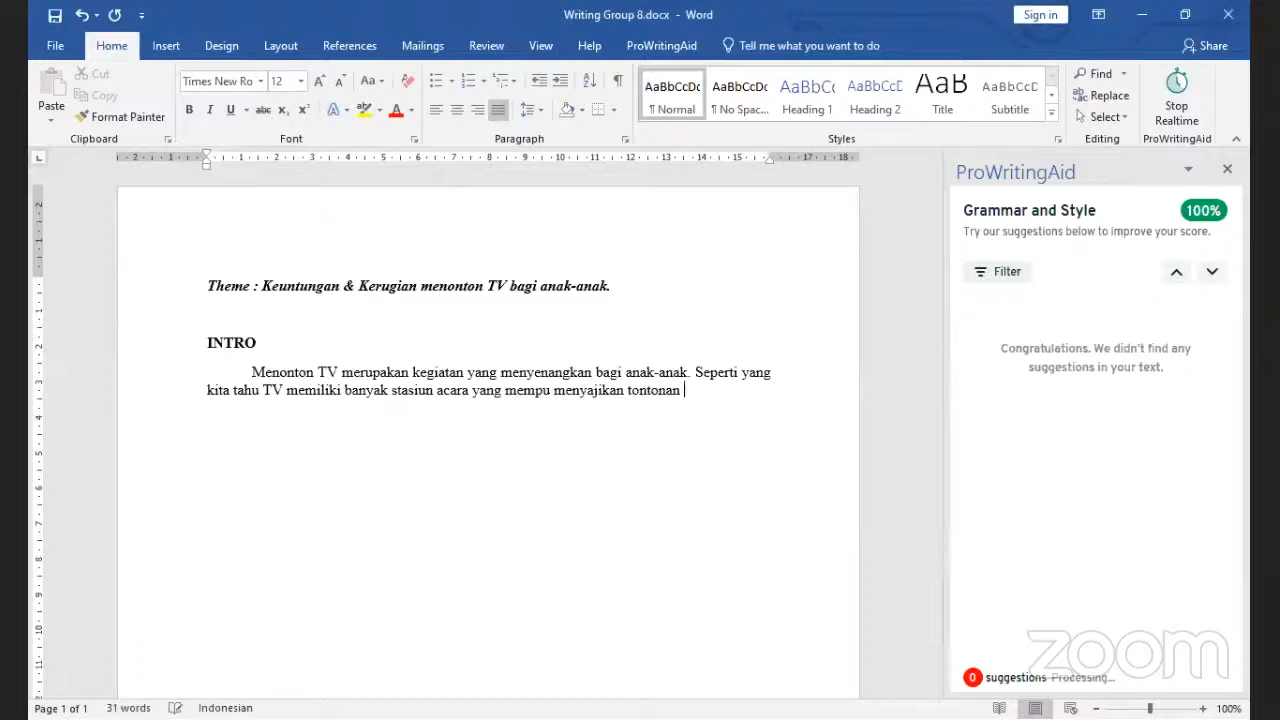 Writing Group 8.docx - Word
Sign in
File Home Insert Design Layout References Mailings Review View Help ProWritingAid Tell me what you want to do Share
Paste
Cut
Copy
Format Painter
Clipboard
Times New Ro 12
Font
Paragraph
AaBbCcDc AaBbCcDc AaBbCc AaBbCcD AaB AaBbCcD
¶ Normal ¶ No Spac... Heading 1 Heading 2 Title Subtitle
Styles
Find
Replace
Select
Editing
Stop Realtime
ProWritingAid
ProWritingAid
Grammar and Style 100%
Try our suggestions below to improve your score.
Filter
Congratulations. We didn't find any
suggestions in your text.
Theme : Keuntungan & Kerugian menonton TV bagi anak-anak.
INTRO
Menonton TV merupakan kegiatan yang menyenangkan bagi anak-anak. Seperti yang
kita tahu TV memiliki banyak stasiun acara yang mempu menyajikan tontonan
zoom
0 suggestions Processing...
Page 1 of 1 31 words Indonesian 100%